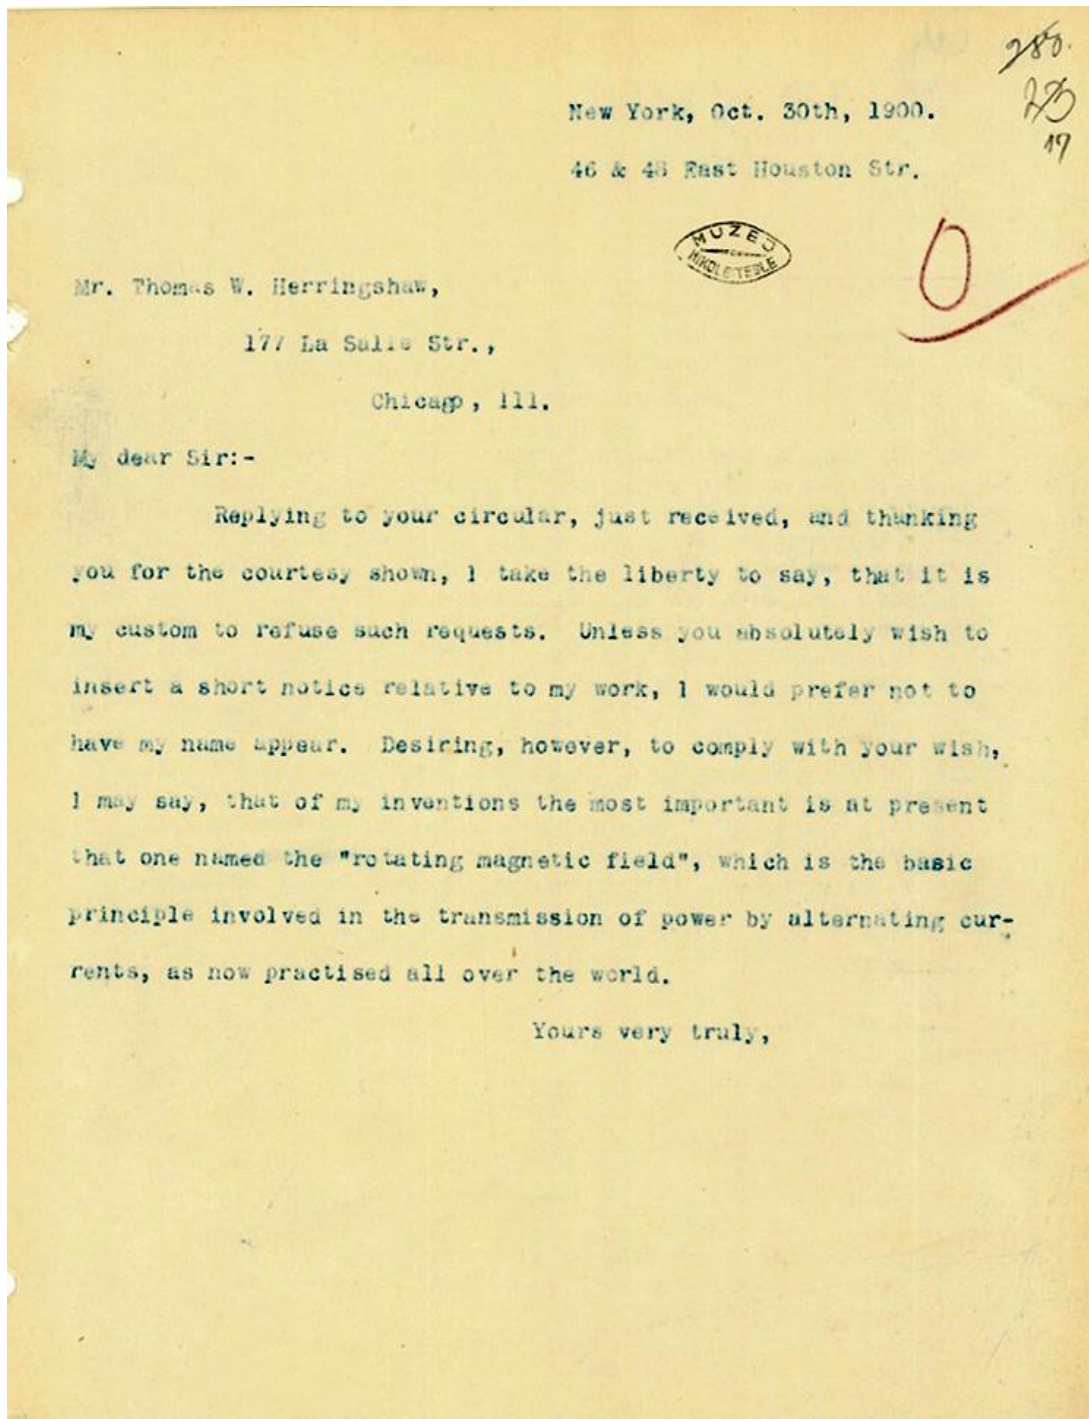 280.
New York, Oct. 30th, 1900.
23
17
46 & 48 East Houston Str.
MUZEJ
NIKOLE TESLE
0
Mr. Thomas W. Herringshaw,
177 La Salle Str.,
Chicago, Ill.
My dear Sir:-
Replying to your circular, just received, and thanking
you for the courtesy shown, I take the liberty to say, that it is
my custom to refuse such requests. Unless you absolutely wish to
insert a short notice relative to my work, I would prefer not to
have my name appear. Desiring, however, to comply with your wish,
I may say, that of my inventions the most important is at present
that one named the "rotating magnetic field", which is the basic
principle involved in the transmission of power by alternating cur-
rents, as now practised all over the world.
Yours very truly,